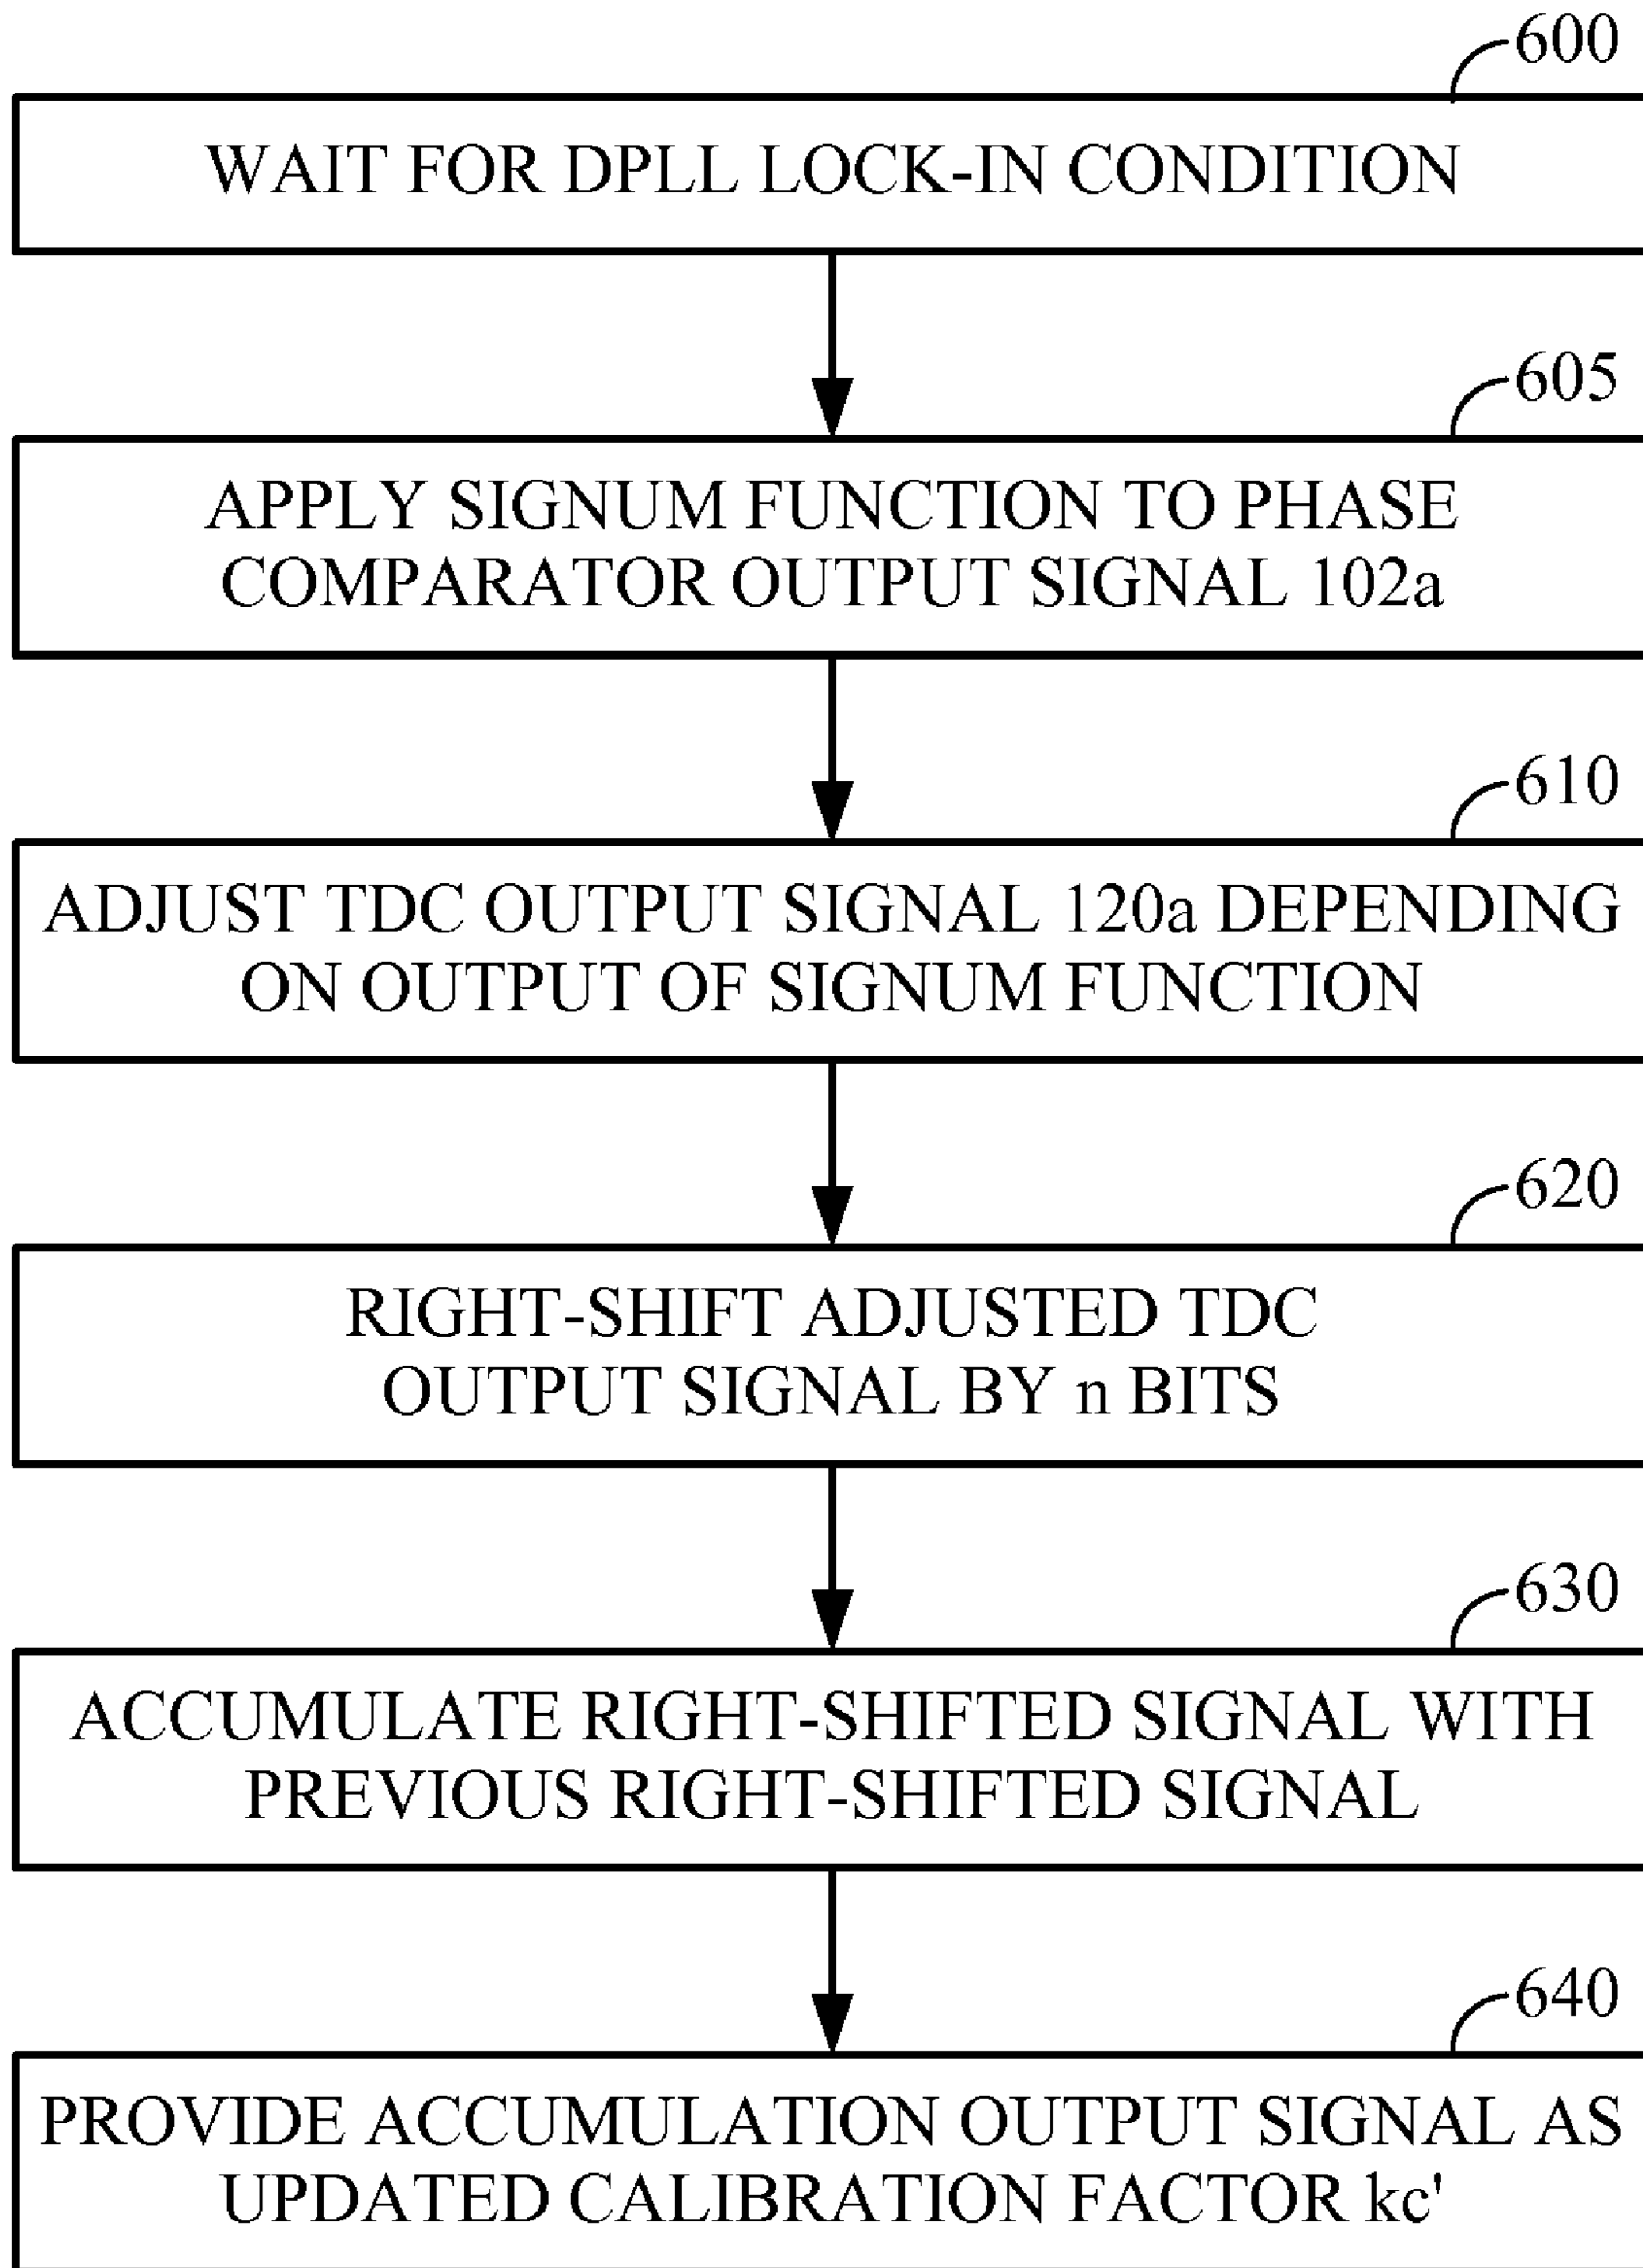 600
WAIT FOR DPLL LOCK-IN CONDITION
605
APPLY SIGNUM FUNCTION TO PHASE
COMPARATOR OUTPUT SIGNAL 102a
610
ADJUST TDC OUTPUT SIGNAL 120a DEPENDING
ON OUTPUT OF SIGNUM FUNCTION
620
RIGHT-SHIFT ADJUSTED TDC
OUTPUT SIGNAL BY n BITS
630
ACCUMULATE RIGHT-SHIFTED SIGNAL WITH
PREVIOUS RIGHT-SHIFTED SIGNAL
640
PROVIDE ACCUMULATION OUTPUT SIGNAL AS
UPDATED CALIBRATION FACTOR kc'